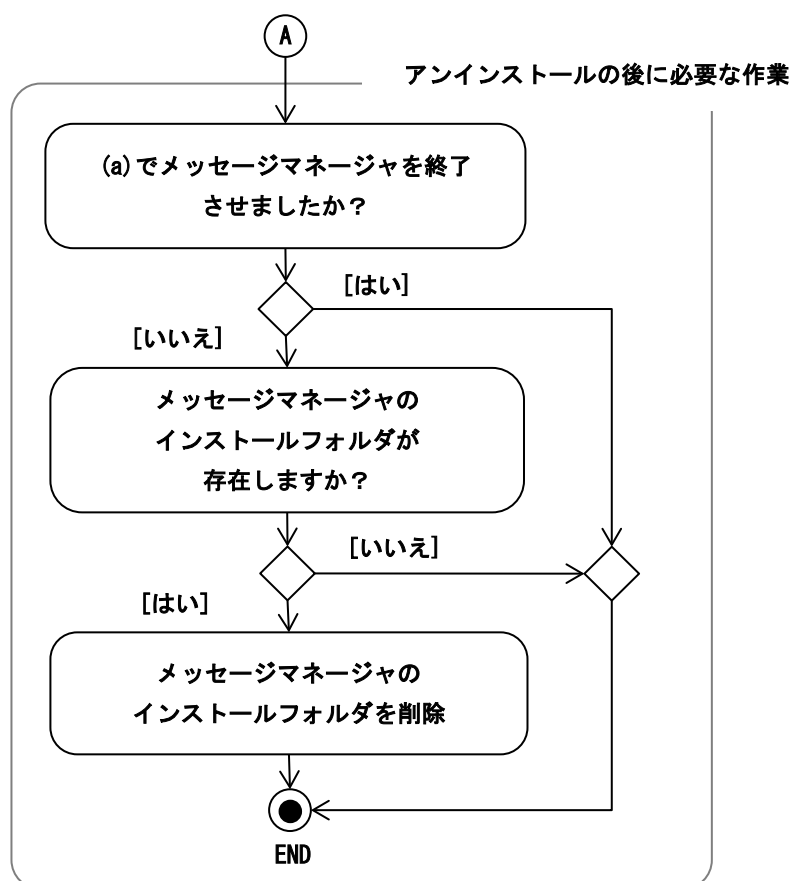 A
アンインストールの後に必要な作業
(a)でメッセージマネージャを終了
させましたか？
[はい]
[いいえ]
メッセージマネージャの
インストールフォルダが
存在しますか？
[いいえ]
[はい]
メッセージマネージャの
インストールフォルダを削除
END